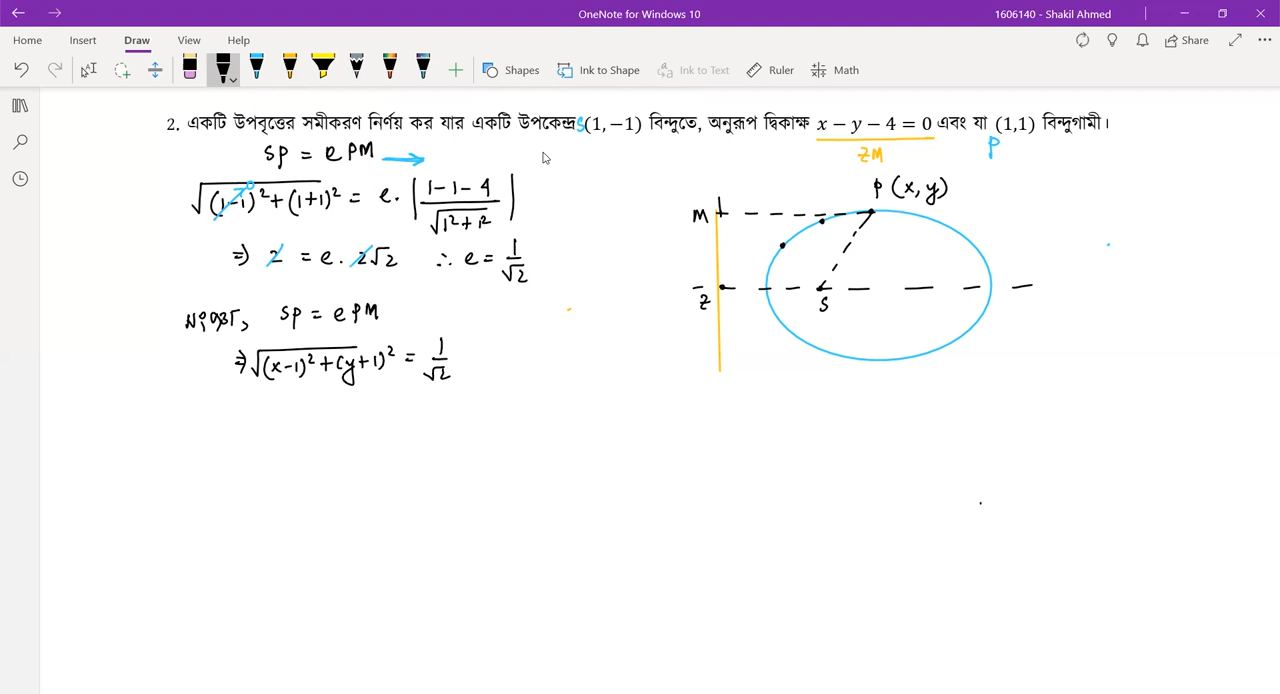 OneNote for Windows 10
1606140 - Shakil Ahmed
Home Insert Draw View Help
Share
Shapes Ink to Shape Ink to Text Ruler Math
2. একটি উপবৃত্তের সমীকরণ নির্ণয় কর যার একটি উপকেন্দ্র S(1, −1) বিন্দুতে, অনুরূপ দ্বিকাক্ষ x − y − 4 = 0 এবং যা (1,1) বিন্দুগামী।
ZM
P
SP = e PM
√((1-1)² + (1+1)²) = e. |(1-1-4)/√(1²+1²)|
0
⇒ 2 = e. 2√2 ∴ e = 1/√2
SP = e PM
⇒ √((x-1)² + (y+1)²) = 1/√2
P (x, y)
M
Z
S